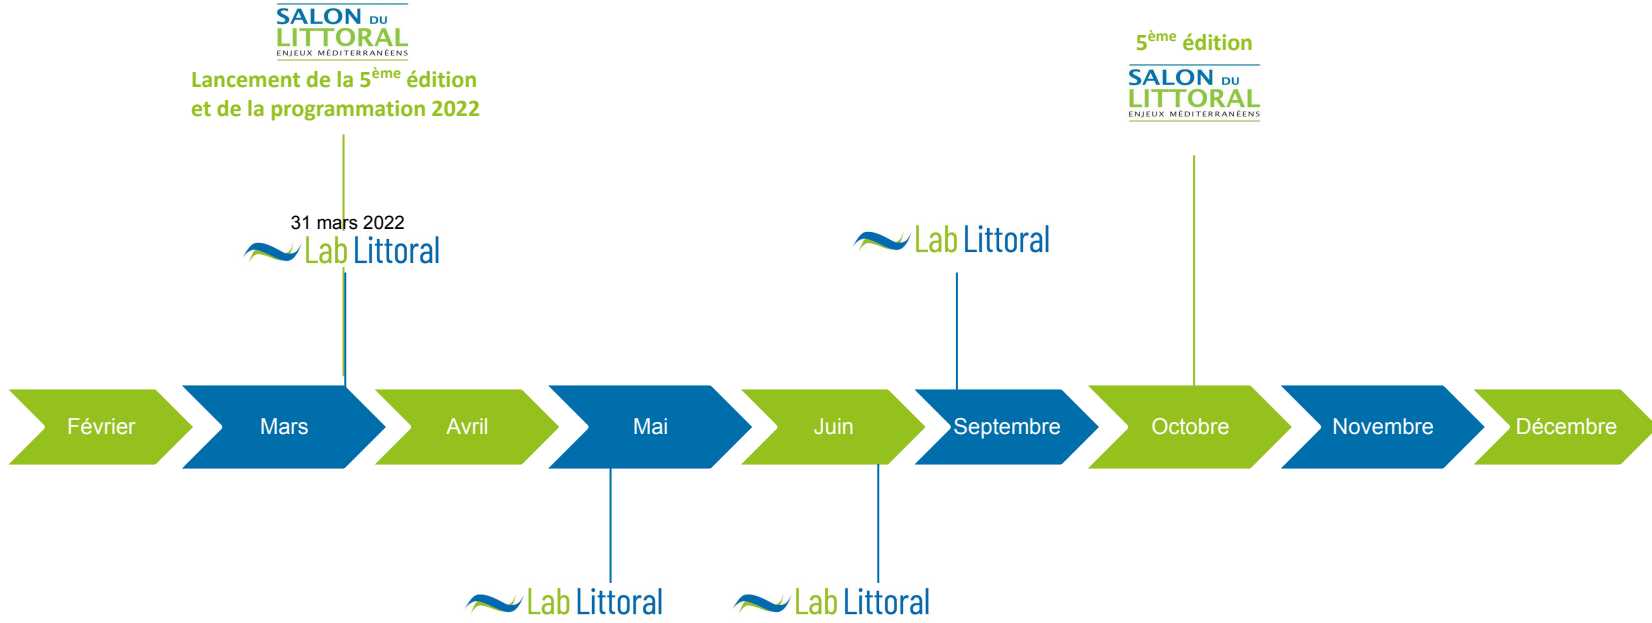 SALON DU
LITTORAL
ENJEUX MÉDITERRANÉENS
Lancement de la 5ème édition
et de la programmation 2022
5ème édition
SALON DU
LITTORAL
ENJEUX MÉDITERRANÉENS
31 mars 2022
Lab Littoral
Lab Littoral
Février
Mars
Avril
Mai
Juin
Septembre
Octobre
Novembre
Décembre
Lab Littoral
Lab Littoral